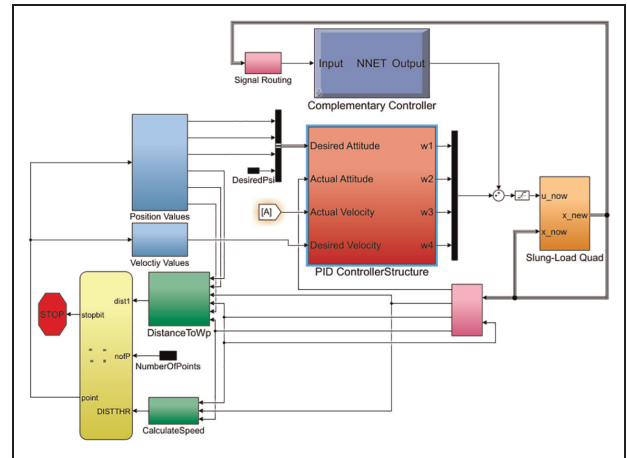 Input NNET Output
Signal Routing
Complementary Controller
Desired Attitude w1
DesiredPsi
Actual Attitude w2
[A]
Actual Velocity w3
Desired Velocity w4
PID ControllerStructure
Position Values
Veloctiy Values
u_now
x_new
x_now
Slung-Load Quad
STOP
stopbit
dist1
DistanceToWp
nofP
NumberOfPoints
point
DISTTHR
CalculateSpeed